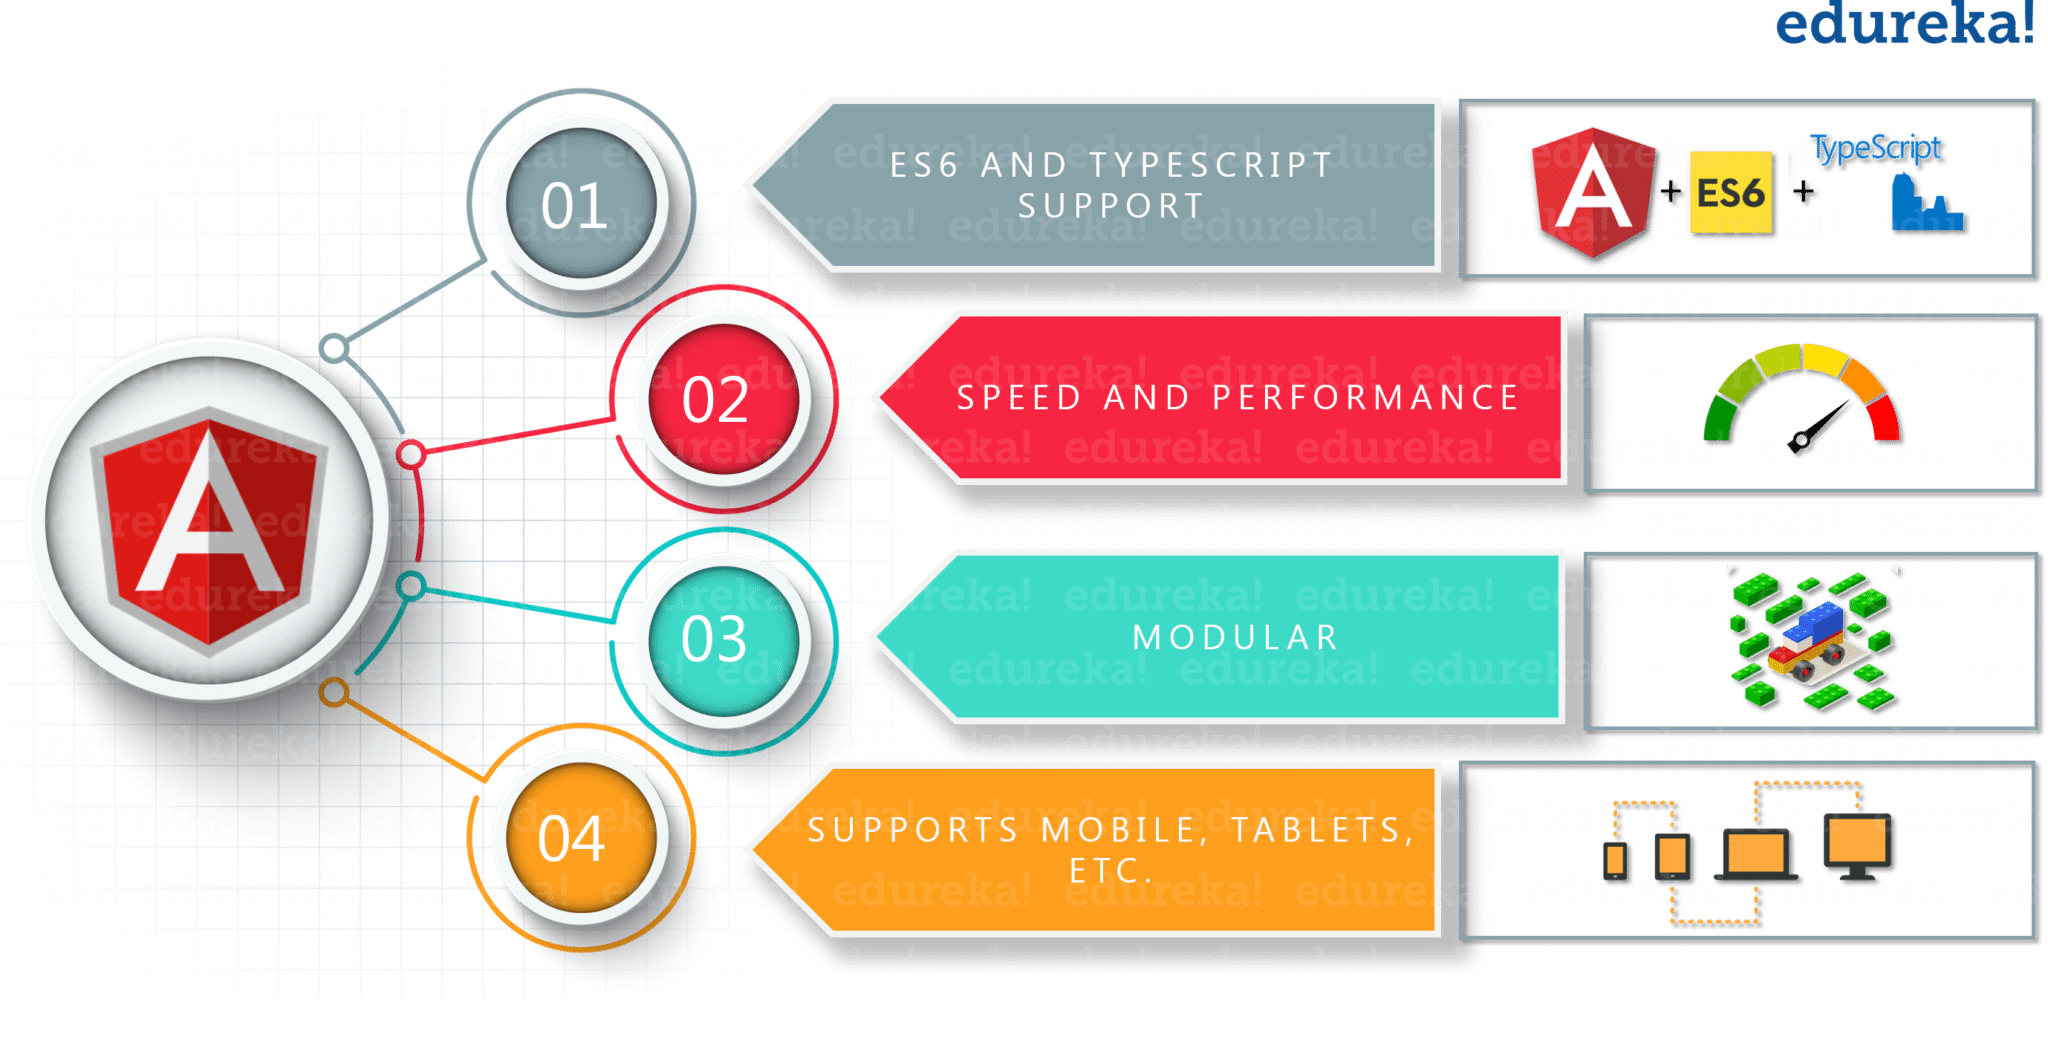 edureka!
01
ES6 AND TYPESCRIPT
SUPPORT
A
+
ES6
+
TypeScript
02
SPEED AND PERFORMANCE
A
03
MODULAR
04
SUPPORTS MOBILE, TABLETS,
ETC.